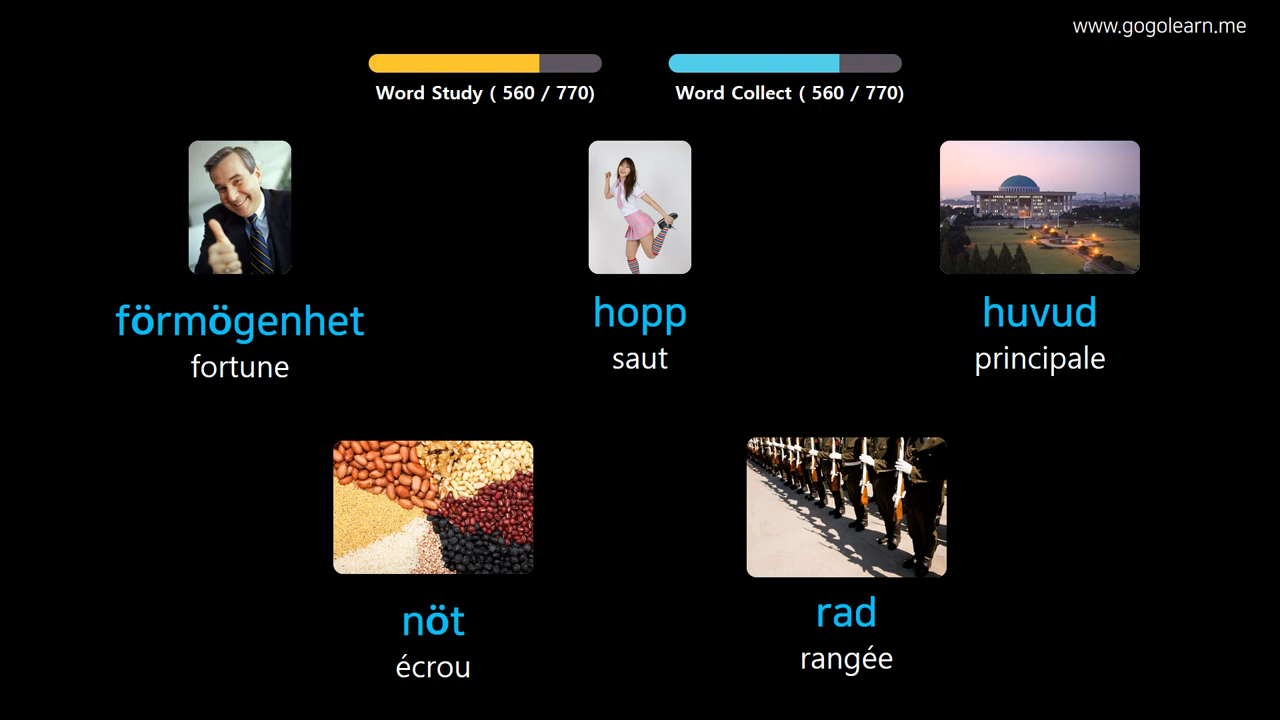 www.gogolearn.me
Word Study ( 560 / 770)
Word Collect ( 560 / 770)
förmögenhet
fortune
hopp
saut
huvud
principale
nöt
écrou
rad
rangée